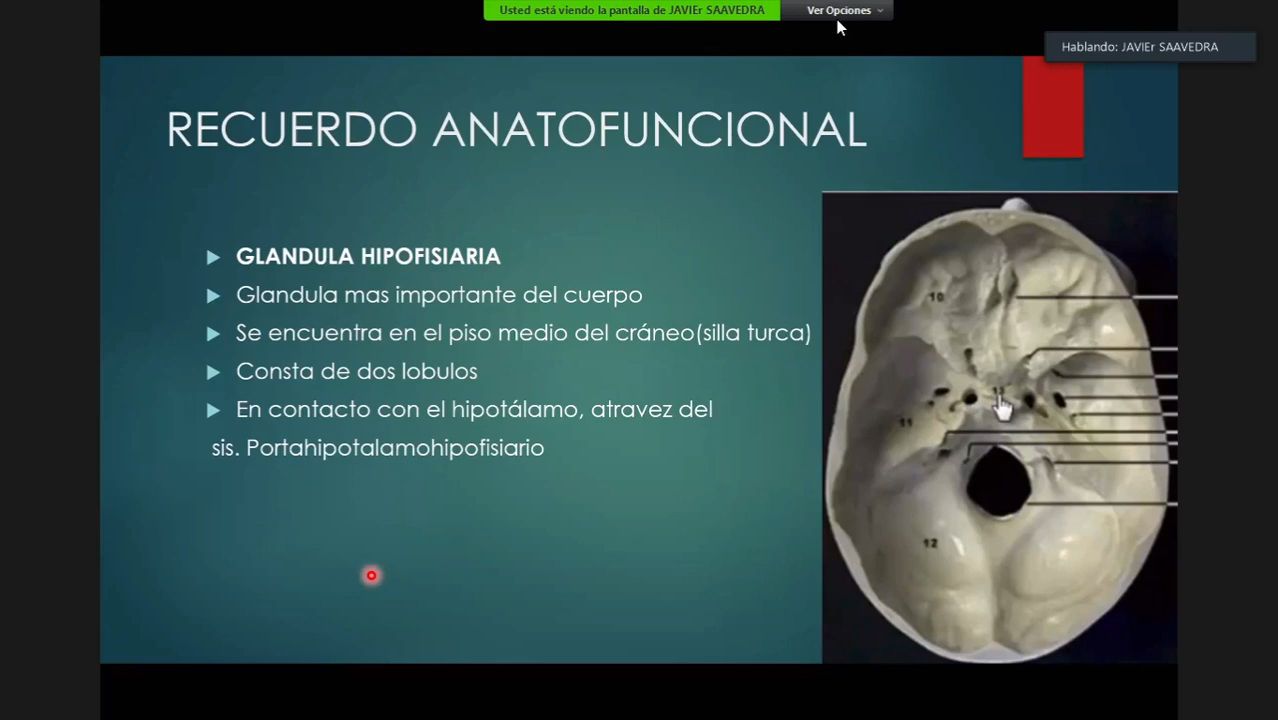 Usted está viendo la pantalla de JAVIEr SAAVEDRA
Ver Opciones
Hablando: JAVIEr SAAVEDRA
RECUERDO ANATOFUNCIONAL
GLANDULA HIPOFISIARIA
Glandula mas importante del cuerpo
Se encuentra en el piso medio del cráneo(silla turca)
Consta de dos lobulos
En contacto con el hipotálamo, atravez del
sis. Portahipotalamohipofisiario
10
11
12